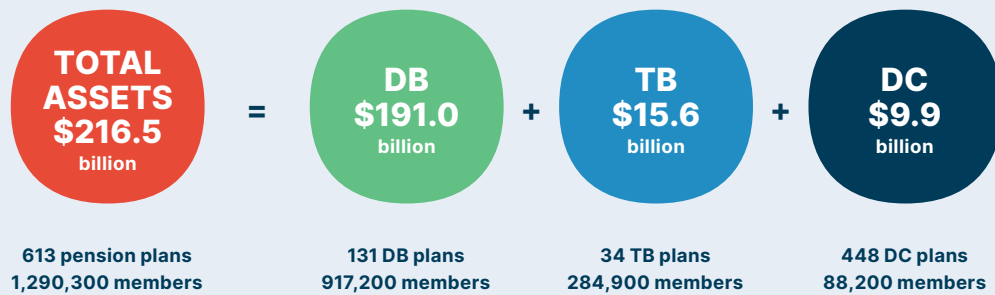 TOTAL
ASSETS
$216.5
billion
=
DB
$191.0
billion
+
TB
$15.6
billion
+
DC
$9.9
billion
613 pension plans
1,290,300 members
131 DB plans
917,200 members
34 TB plans
284,900 members
448 DC plans
88,200 members